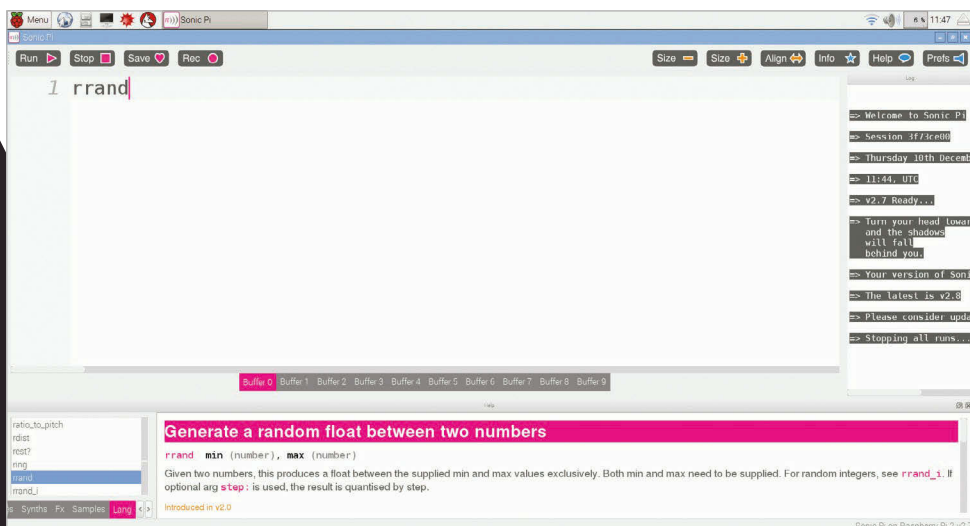 Menu
Sonic Pi
6 %
11:47
Sonic Pi
Run
Stop
Save
Rec
Size
Size
Align
Info
Help
Prefs
1 rrand
Log
=> Welcome to Sonic Pi
=> Session 3f73ce00
=> Thursday 10th Decemb
=> 11:44, UTC
=> v2.7 Ready...
=> Turn your head towar
and the shadows
will fall
behind you.
=> Your version of Soni
=> The latest is v2.8
=> Please consider upda
=> Stopping all runs...
Buffer 0 Buffer 1 Buffer 2 Buffer 3 Buffer 4 Buffer 5 Buffer 6 Buffer 7 Buffer 8 Buffer 9
Help
ratio_to_pitch
rdist
rest?
ring
rrand
rrand_i
s Synths Fx Samples Lang
Generate a random float between two numbers
rrand min (number), max (number)
Given two numbers, this produces a float between the supplied min and max values exclusively. Both min and max need to be supplied. For random integers, see rrand_i. If
optional arg step: is used, the result is quantised by step.
Introduced in v2.0
Sonic Pi on Raspberry Pi 2 v2.7